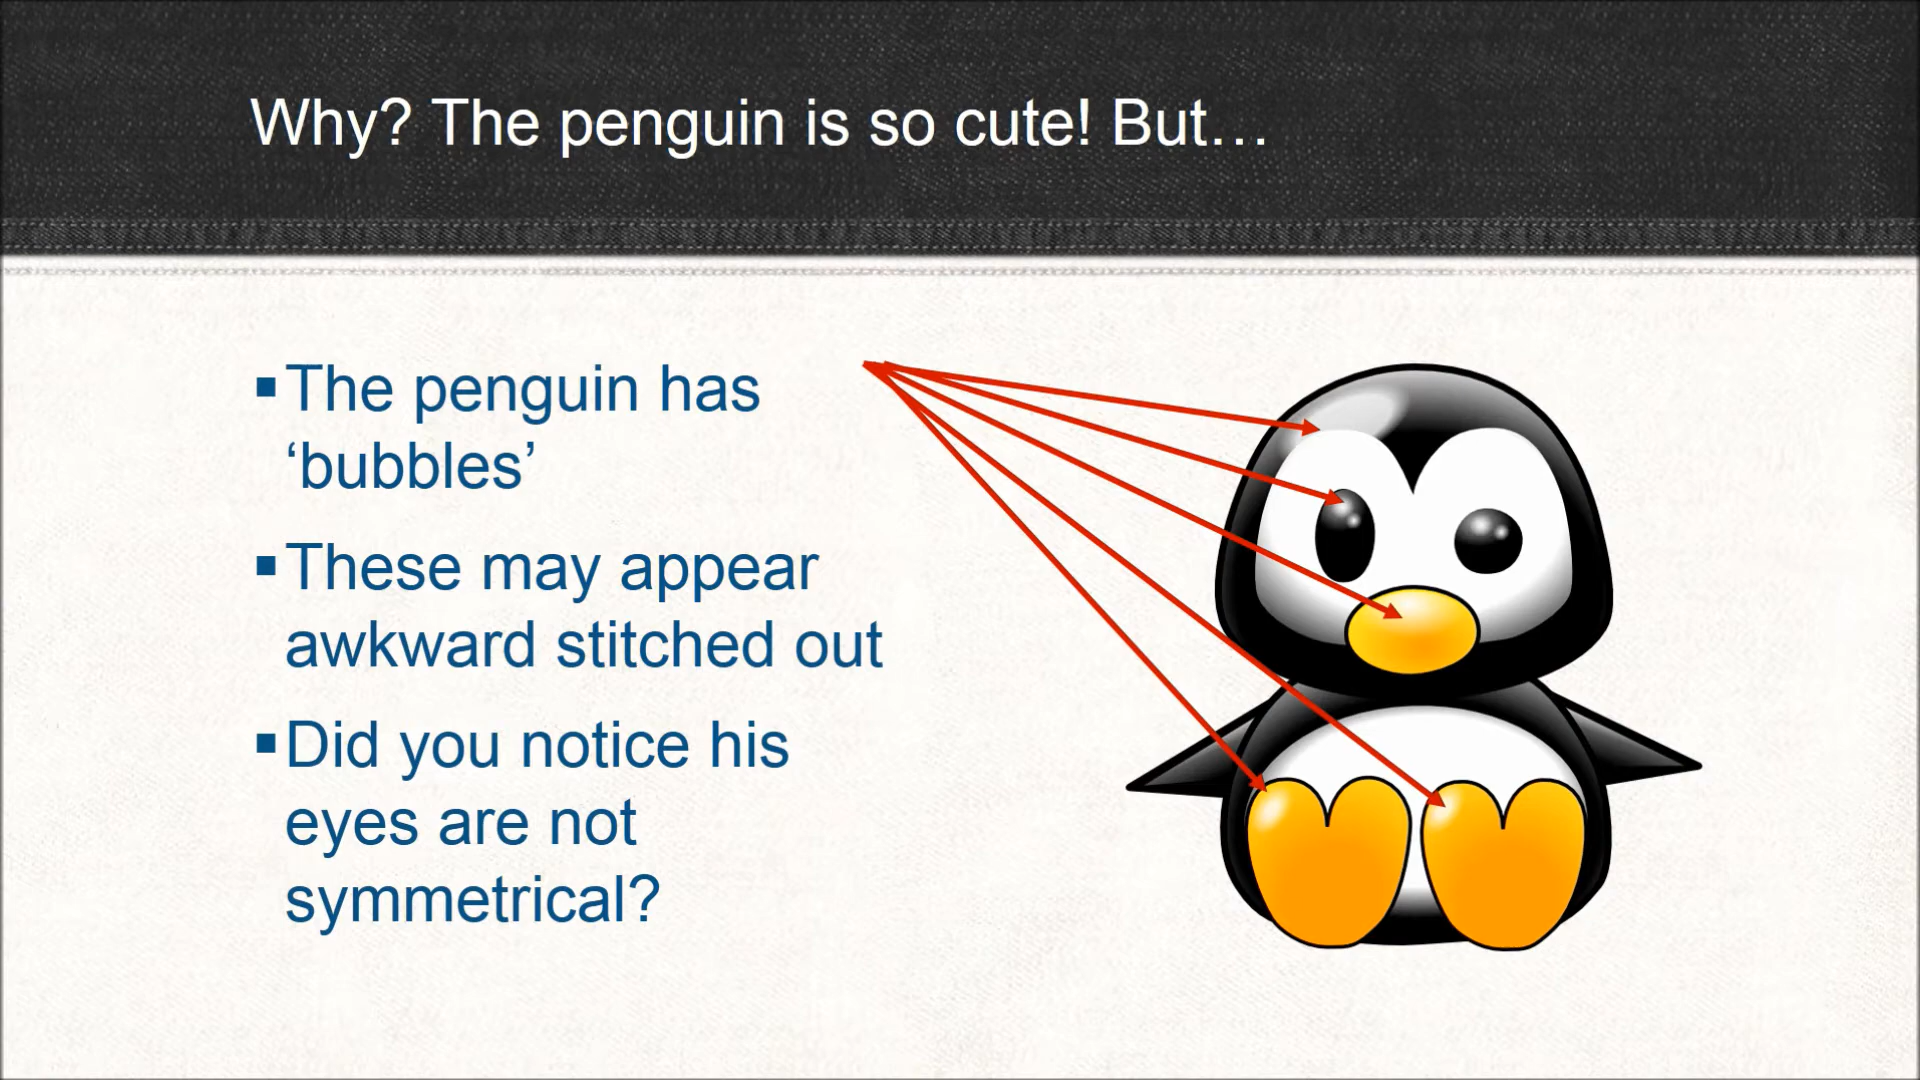 Why? The penguin is so cute! But…
▪The penguin has
‘bubbles’
▪These may appear
awkward stitched out
▪Did you notice his
eyes are not
symmetrical?